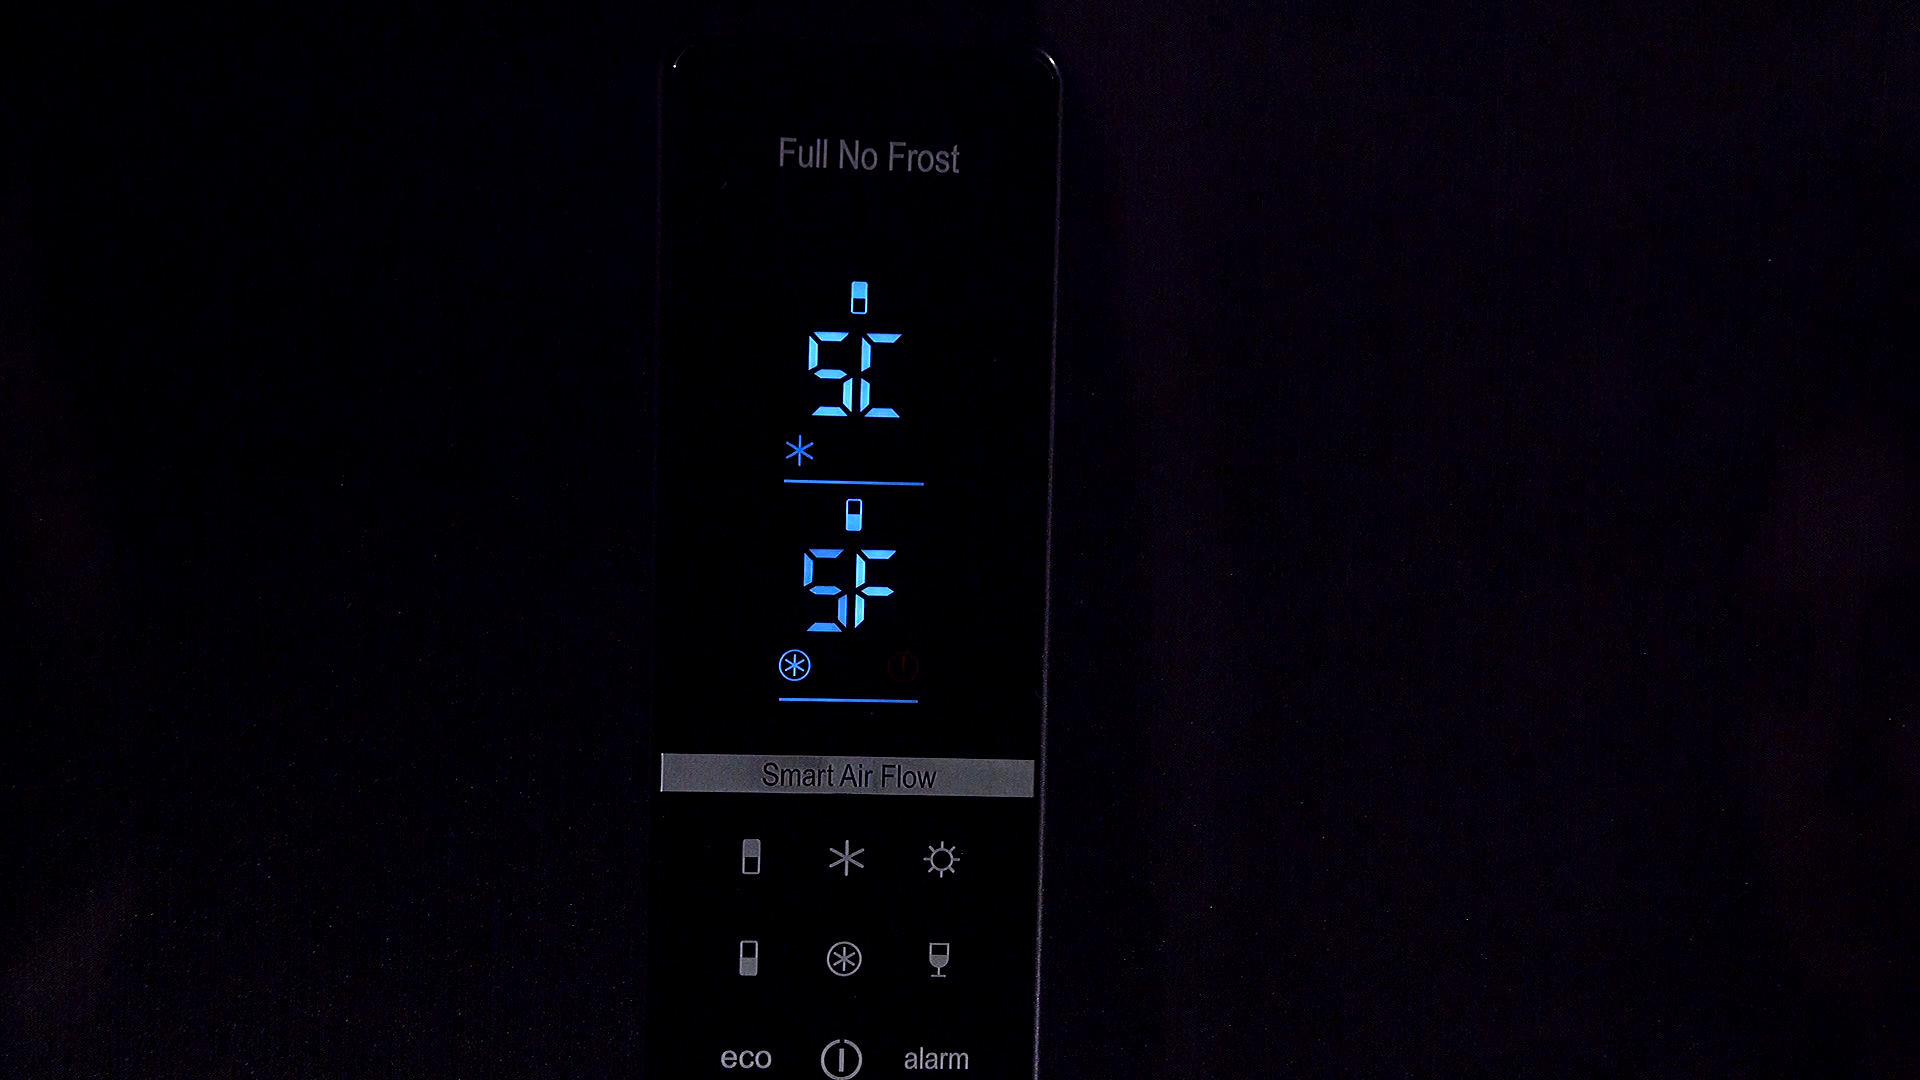 Full No Frost
SC
SF
Smart Air Flow
eco
alarm